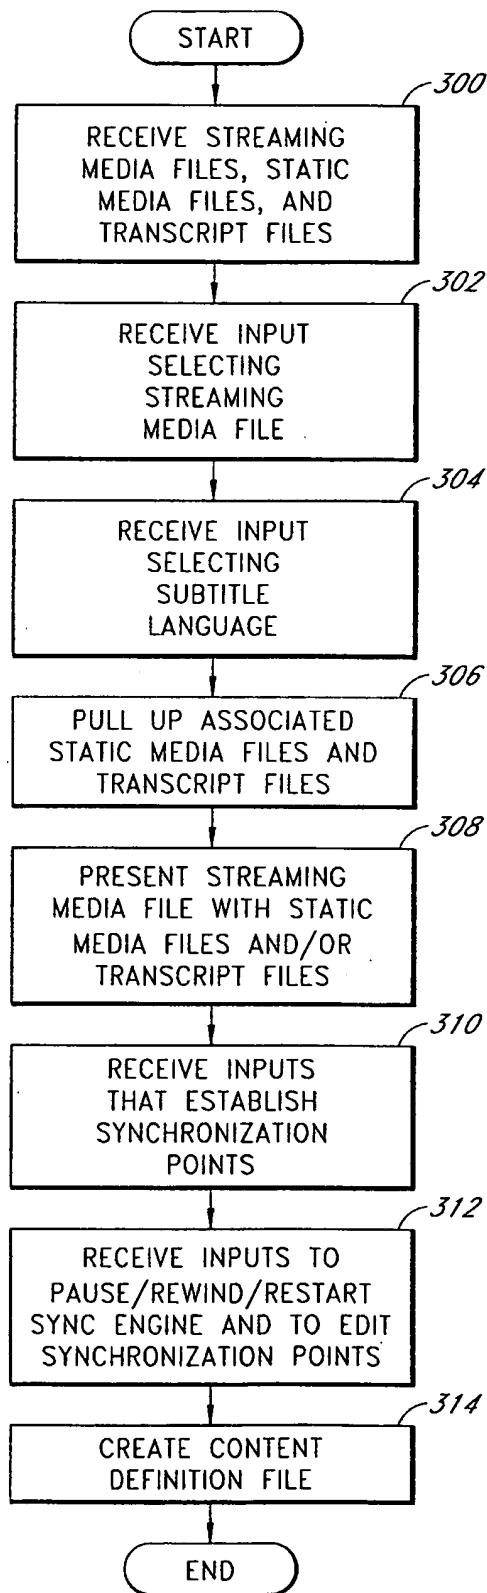 START
300
RECEIVE STREAMING
MEDIA FILES, STATIC
MEDIA FILES, AND
TRANSCRIPT FILES
302
RECEIVE INPUT
SELECTING
STREAMING
MEDIA FILE
304
RECEIVE INPUT
SELECTING
SUBTITLE
LANGUAGE
306
PULL UP ASSOCIATED
STATIC MEDIA FILES AND
TRANSCRIPT FILES
308
PRESENT STREAMING
MEDIA FILE WITH STATIC
MEDIA FILES AND/OR
TRANSCRIPT FILES
310
RECEIVE INPUTS
THAT ESTABLISH
SYNCHRONIZATION
POINTS
312
RECEIVE INPUTS TO
PAUSE/REWIND/RESTART
SYNC ENGINE AND TO EDIT
SYNCHRONIZATION POINTS
314
CREATE CONTENT
DEFINITION FILE
END